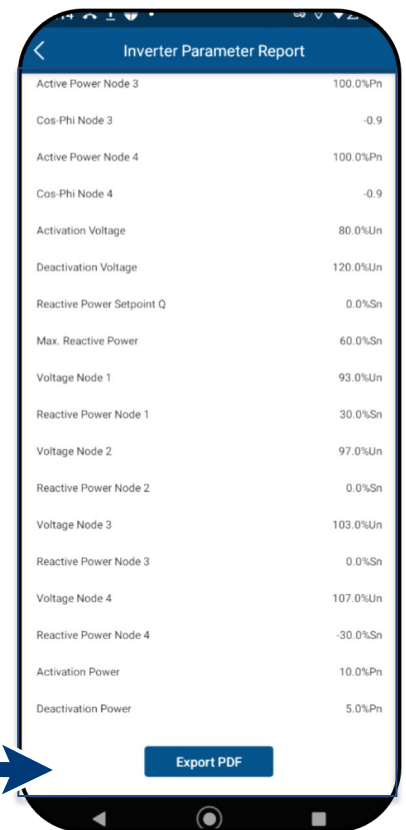 Inverter Parameter Report
Active Power Node 3 100.0%Pn
Cos-Phi Node 3 -0.9
Active Power Node 4 100.0%Pn
Cos-Phi Node 4 -0.9
Activation Voltage 80.0%Un
Deactivation Voltage 120.0%Un
Reactive Power Setpoint Q 0.0%Sn
Max. Reactive Power 60.0%Sn
Voltage Node 1 93.0%Un
Reactive Power Node 1 30.0%Sn
Voltage Node 2 97.0%Un
Reactive Power Node 2 0.0%Sn
Voltage Node 3 103.0%Un
Reactive Power Node 3 0.0%Sn
Voltage Node 4 107.0%Un
Reactive Power Node 4 -30.0%Sn
Activation Power 10.0%Pn
Deactivation Power 5.0%Pn
Export PDF